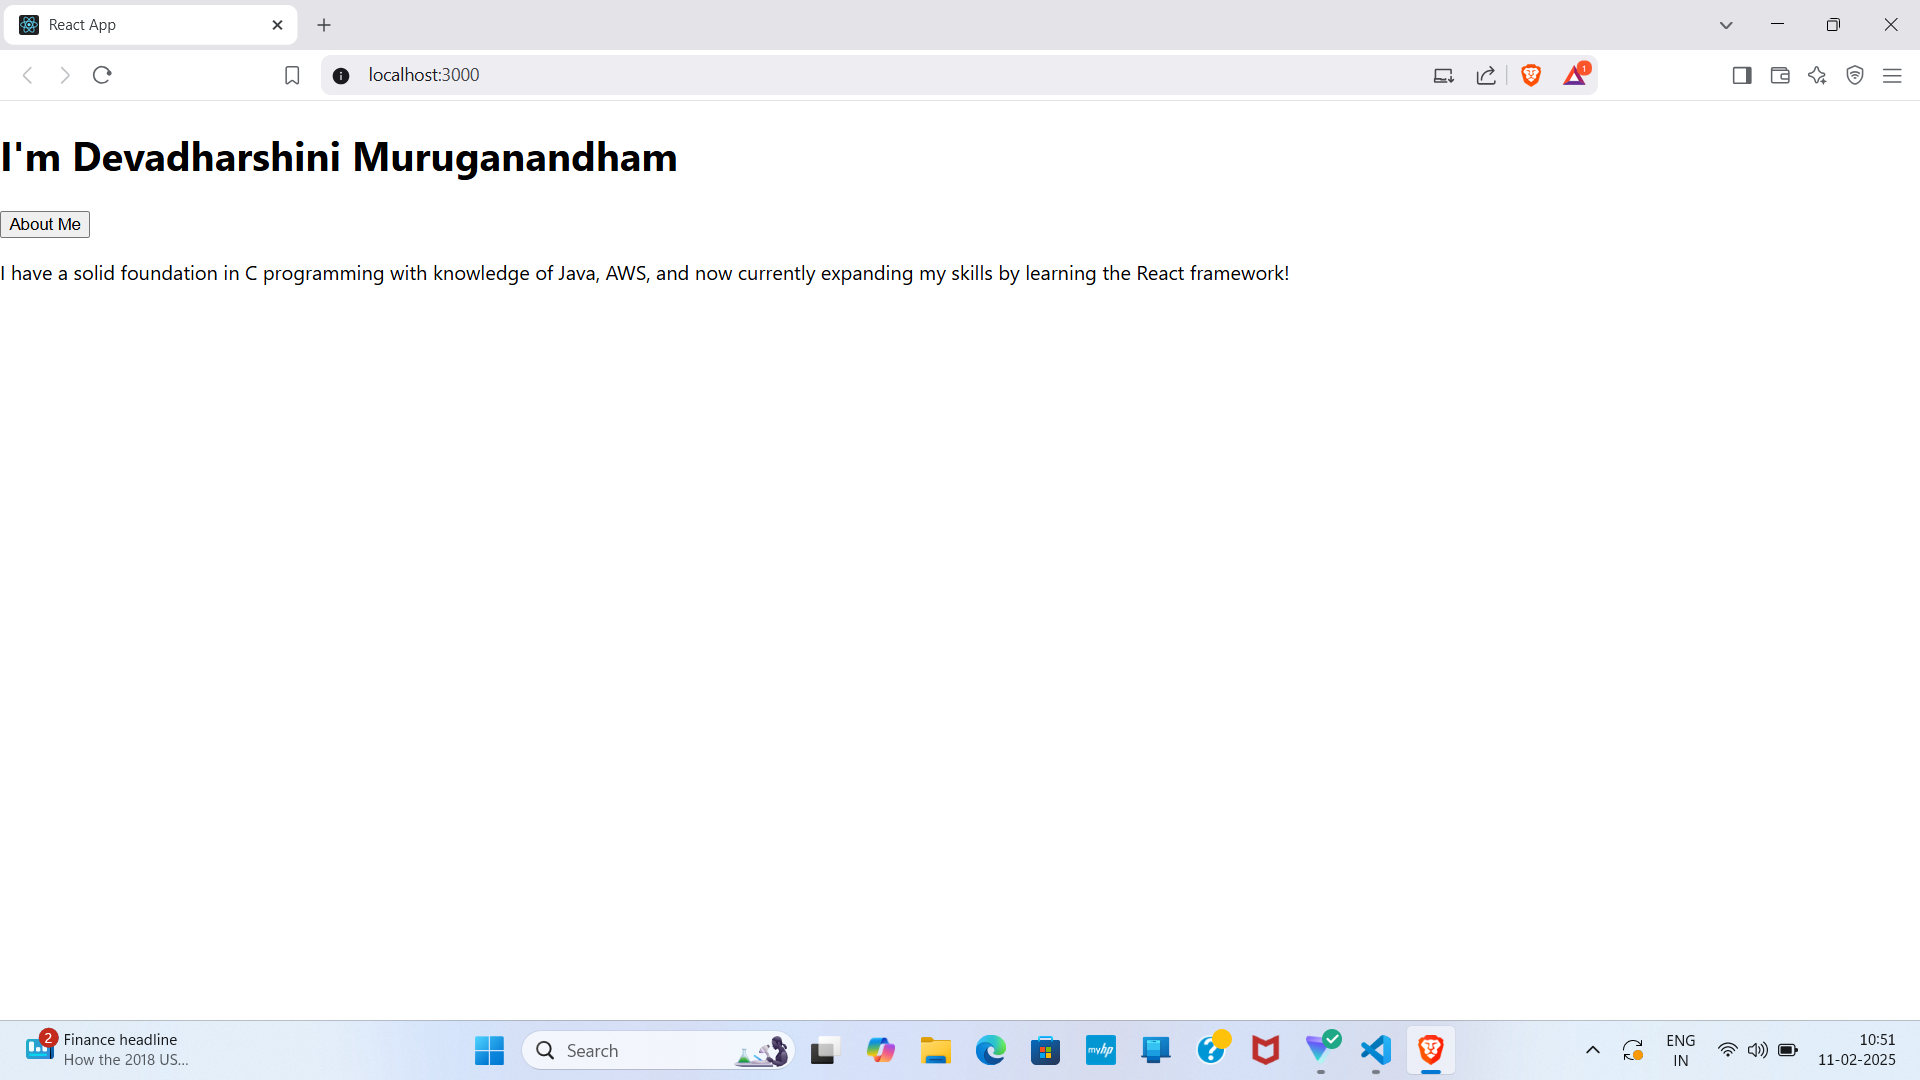 React App
localhost:3000
1
I'm Devadharshini Muruganandham
About Me
I have a solid foundation in C programming with knowledge of Java, AWS, and now currently expanding my skills by learning the React framework!
2
Finance headline
How the 2018 US...
Search
myhp
ENG
IN
10:51
11-02-2025